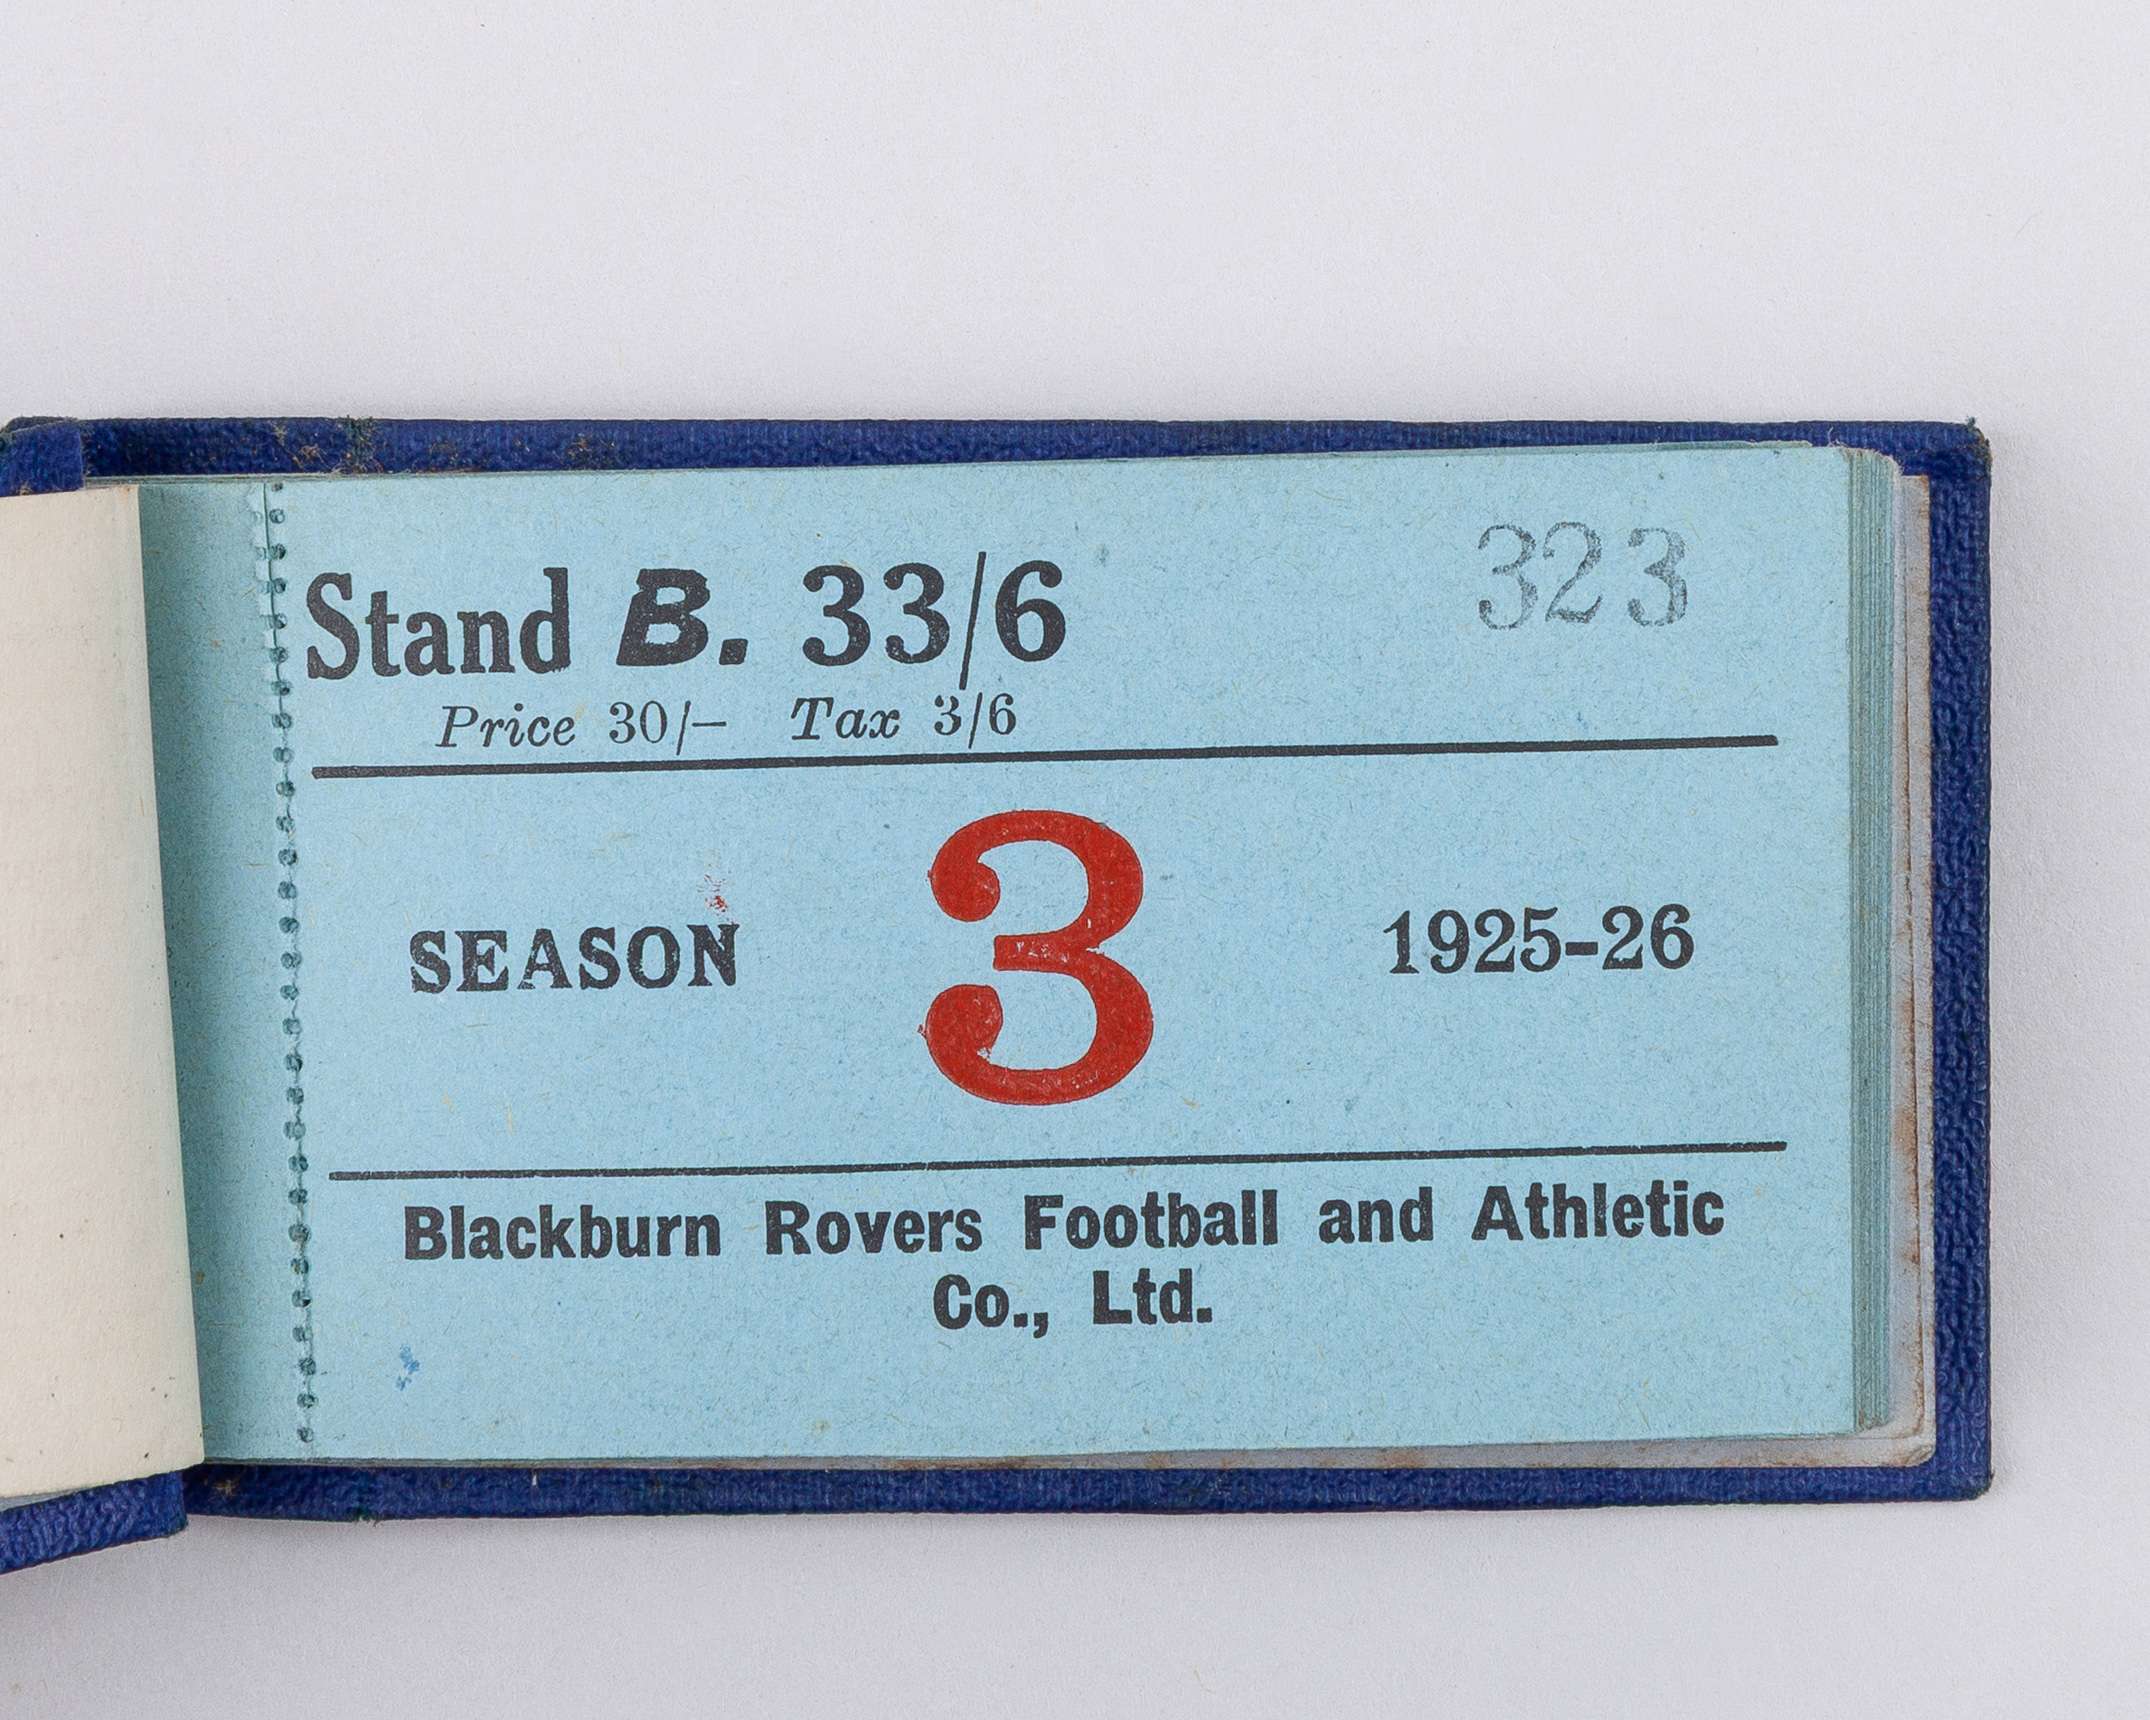 Stand B. 33/6 323
Price 30/– Tax 3/6
SEASON 3 1925-26
Blackburn Rovers Football and Athletic
Co., Ltd.